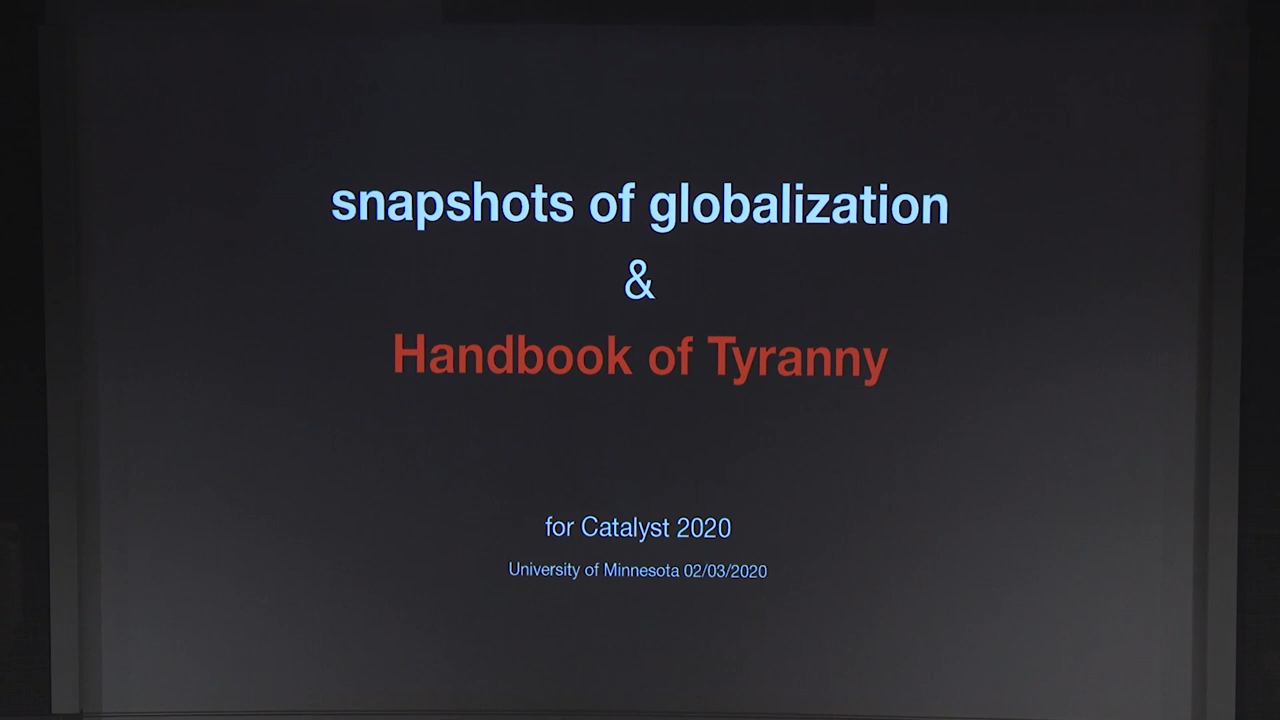 snapshots of globalization
&
Handbook of Tyranny
for Catalyst 2020
University of Minnesota 02/03/2020